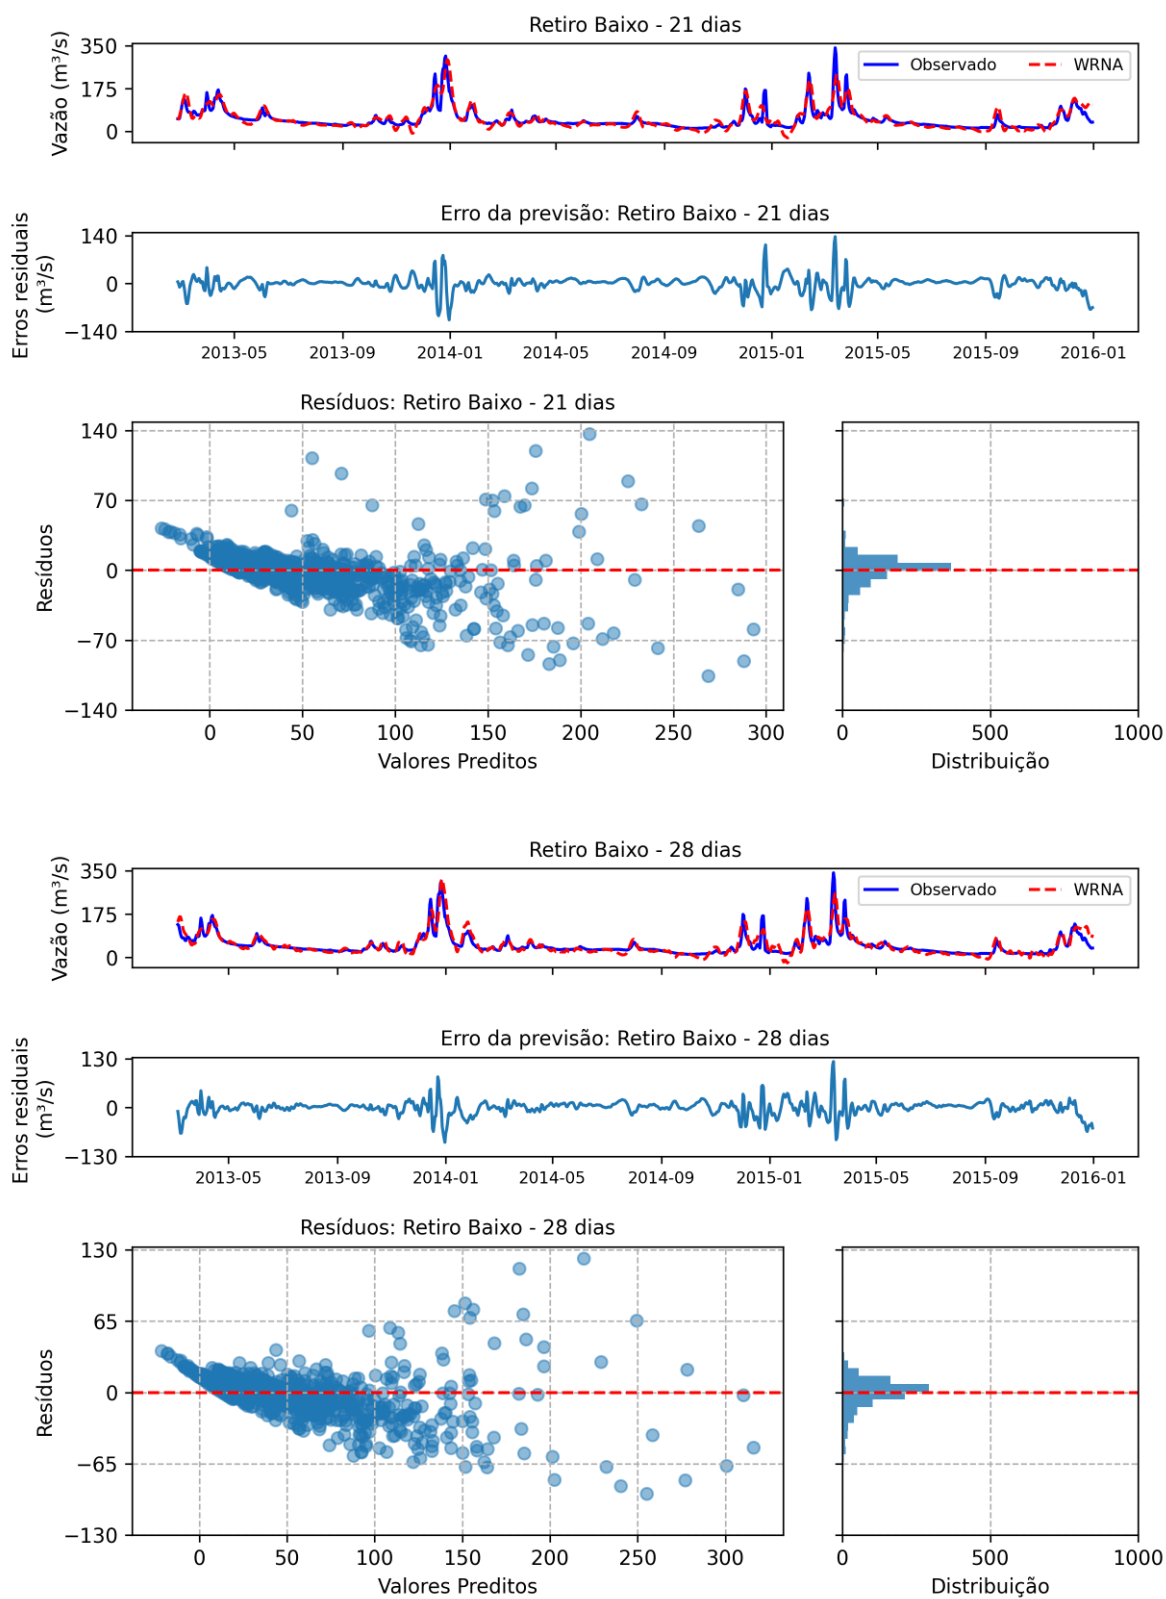 Retiro Baixo - 21 dias
Vazão (m³/s)
350
175
0
Observado
WRNA
Erro da previsão: Retiro Baixo - 21 dias
Erros residuais
(m³/s)
140
0
−140
2013-05
2013-09
2014-01
2014-05
2014-09
2015-01
2015-05
2015-09
2016-01
Resíduos: Retiro Baixo - 21 dias
Resíduos
140
70
0
−70
−140
0
50
100
150
200
250
300
Valores Preditos
0
500
1000
Distribuição
Retiro Baixo - 28 dias
Vazão (m³/s)
350
175
0
Observado
WRNA
Erro da previsão: Retiro Baixo - 28 dias
Erros residuais
(m³/s)
130
0
−130
2013-05
2013-09
2014-01
2014-05
2014-09
2015-01
2015-05
2015-09
2016-01
Resíduos: Retiro Baixo - 28 dias
Resíduos
130
65
0
−65
−130
0
50
100
150
200
250
300
Valores Preditos
0
500
1000
Distribuição